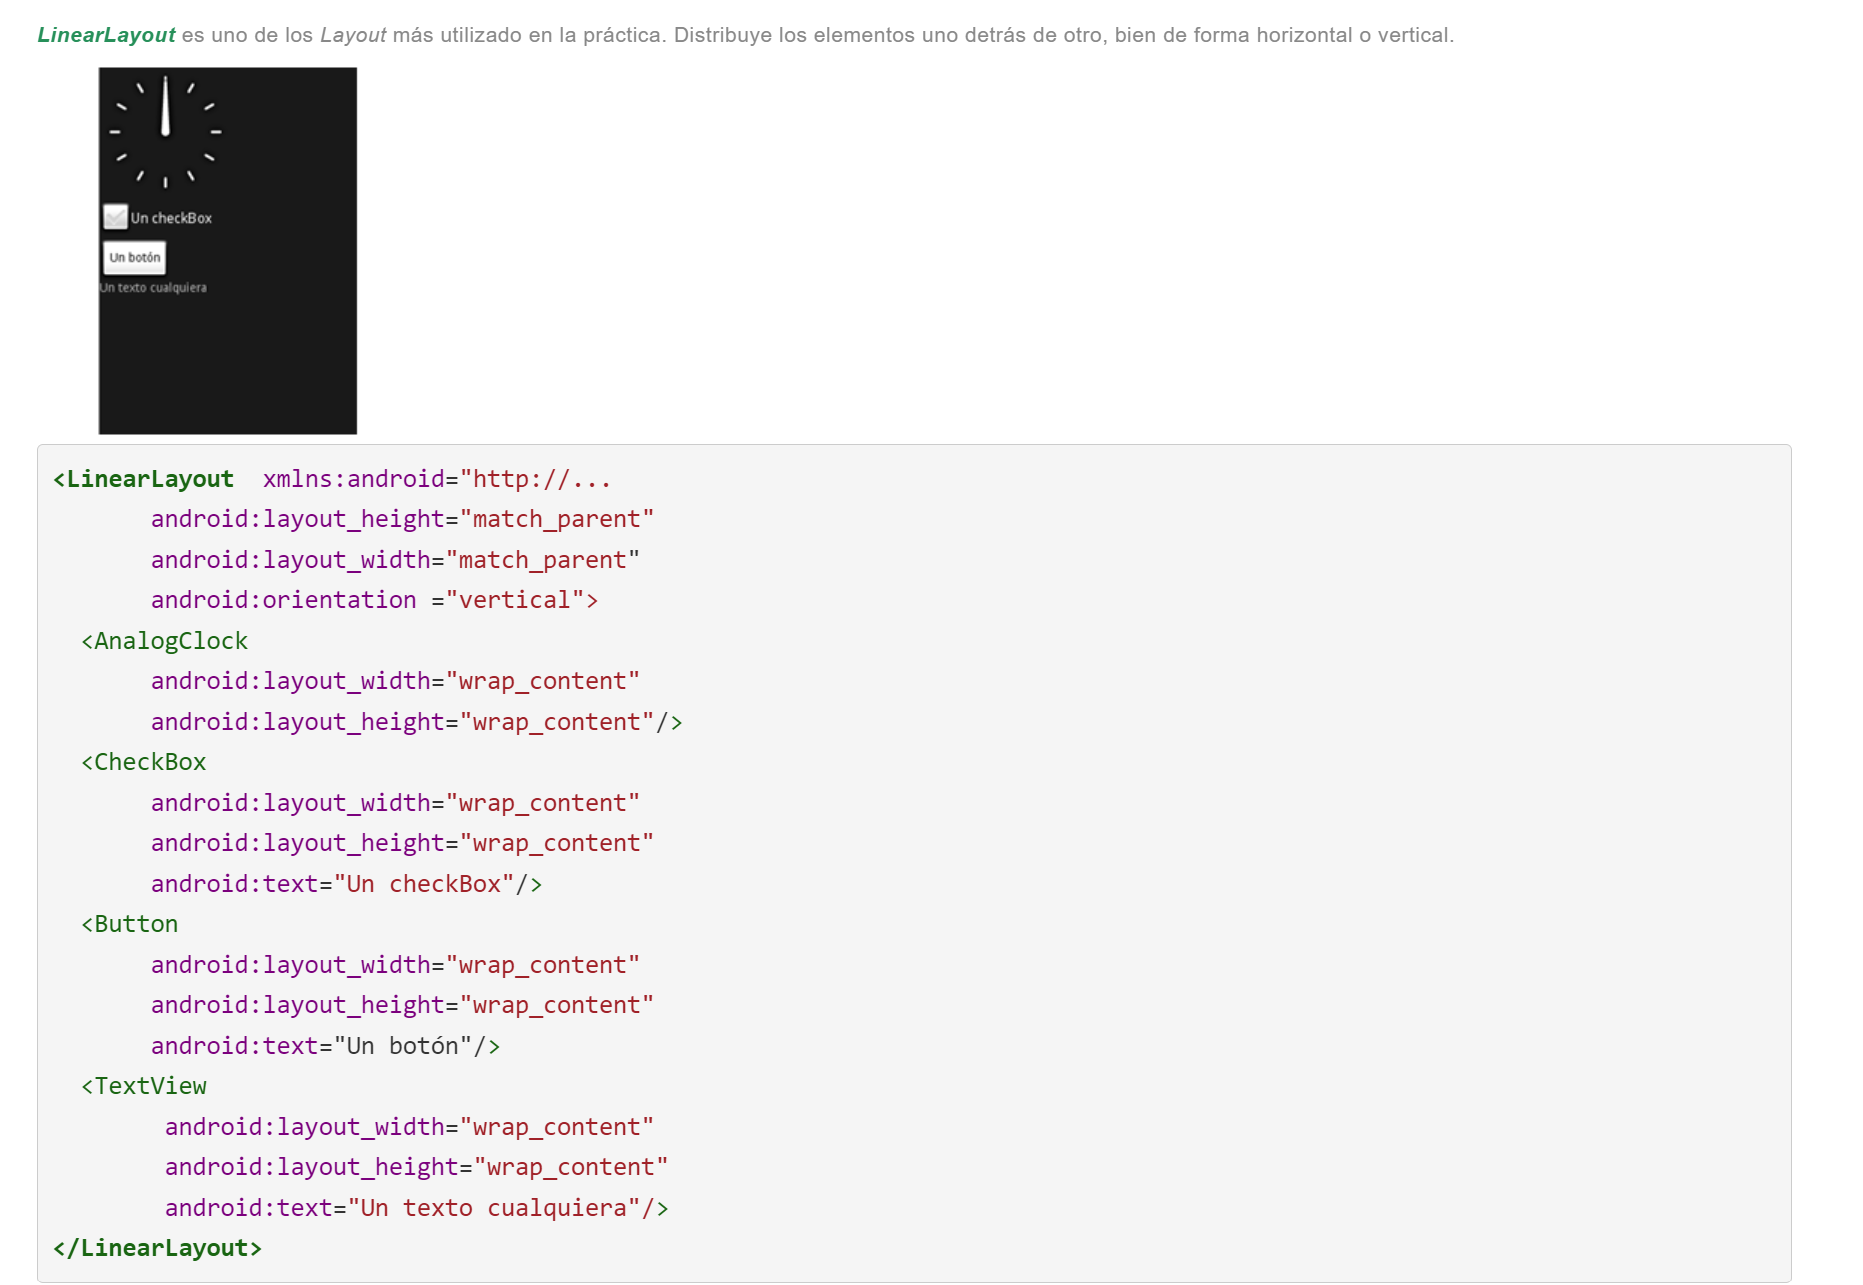 LinearLayout es uno de los Layout más utilizado en la práctica. Distribuye los elementos uno detrás de otro, bien de forma horizontal o vertical.
Un checkBox
Un botón
Un texto cualquiera
<LinearLayout  xmlns:android="http://...
       android:layout_height="match_parent"
       android:layout_width="match_parent"
       android:orientation ="vertical">
  <AnalogClock
       android:layout_width="wrap_content"
       android:layout_height="wrap_content"/>
  <CheckBox
       android:layout_width="wrap_content"
       android:layout_height="wrap_content"
       android:text="Un checkBox"/>
  <Button
       android:layout_width="wrap_content"
       android:layout_height="wrap_content"
       android:text="Un botón"/>
  <TextView
        android:layout_width="wrap_content"
        android:layout_height="wrap_content"
        android:text="Un texto cualquiera"/>
</LinearLayout>